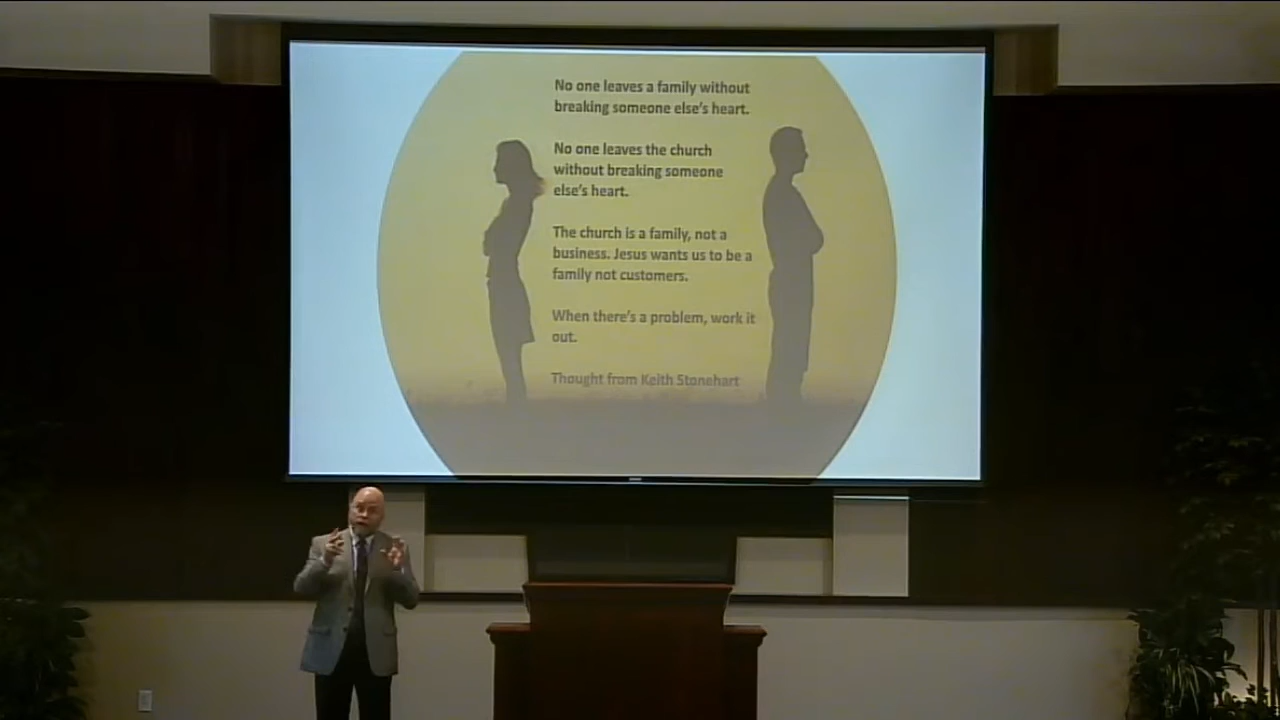 No one leaves a family without
breaking someone else's heart.
No one leaves the church
without breaking someone
else's heart.
The church is a family, not a
business. Jesus wants us to be a
family not customers.
When there's a problem, work it
out.
Thought from Keith Stonehart